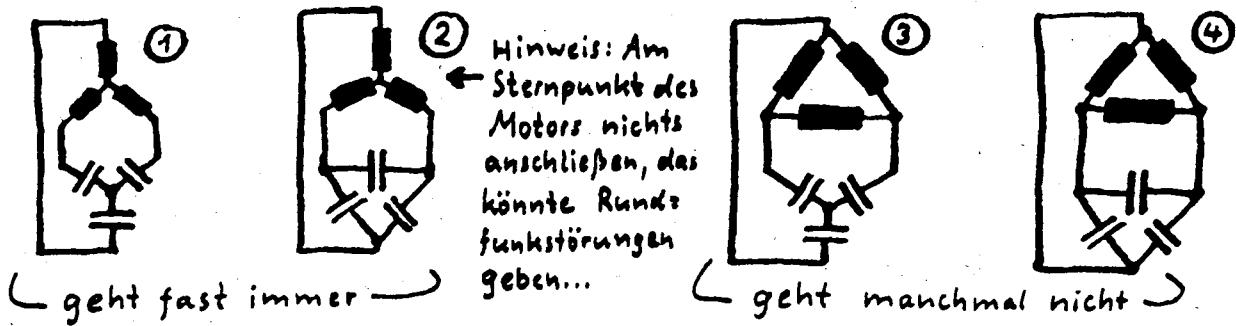 1
2
3
4
Hinweis: Am
Sternpunkt des
Motors nichts
anschließen, das
könnte Rund=
funkstörungen
geben...
geht fast immer
geht manchmal nicht